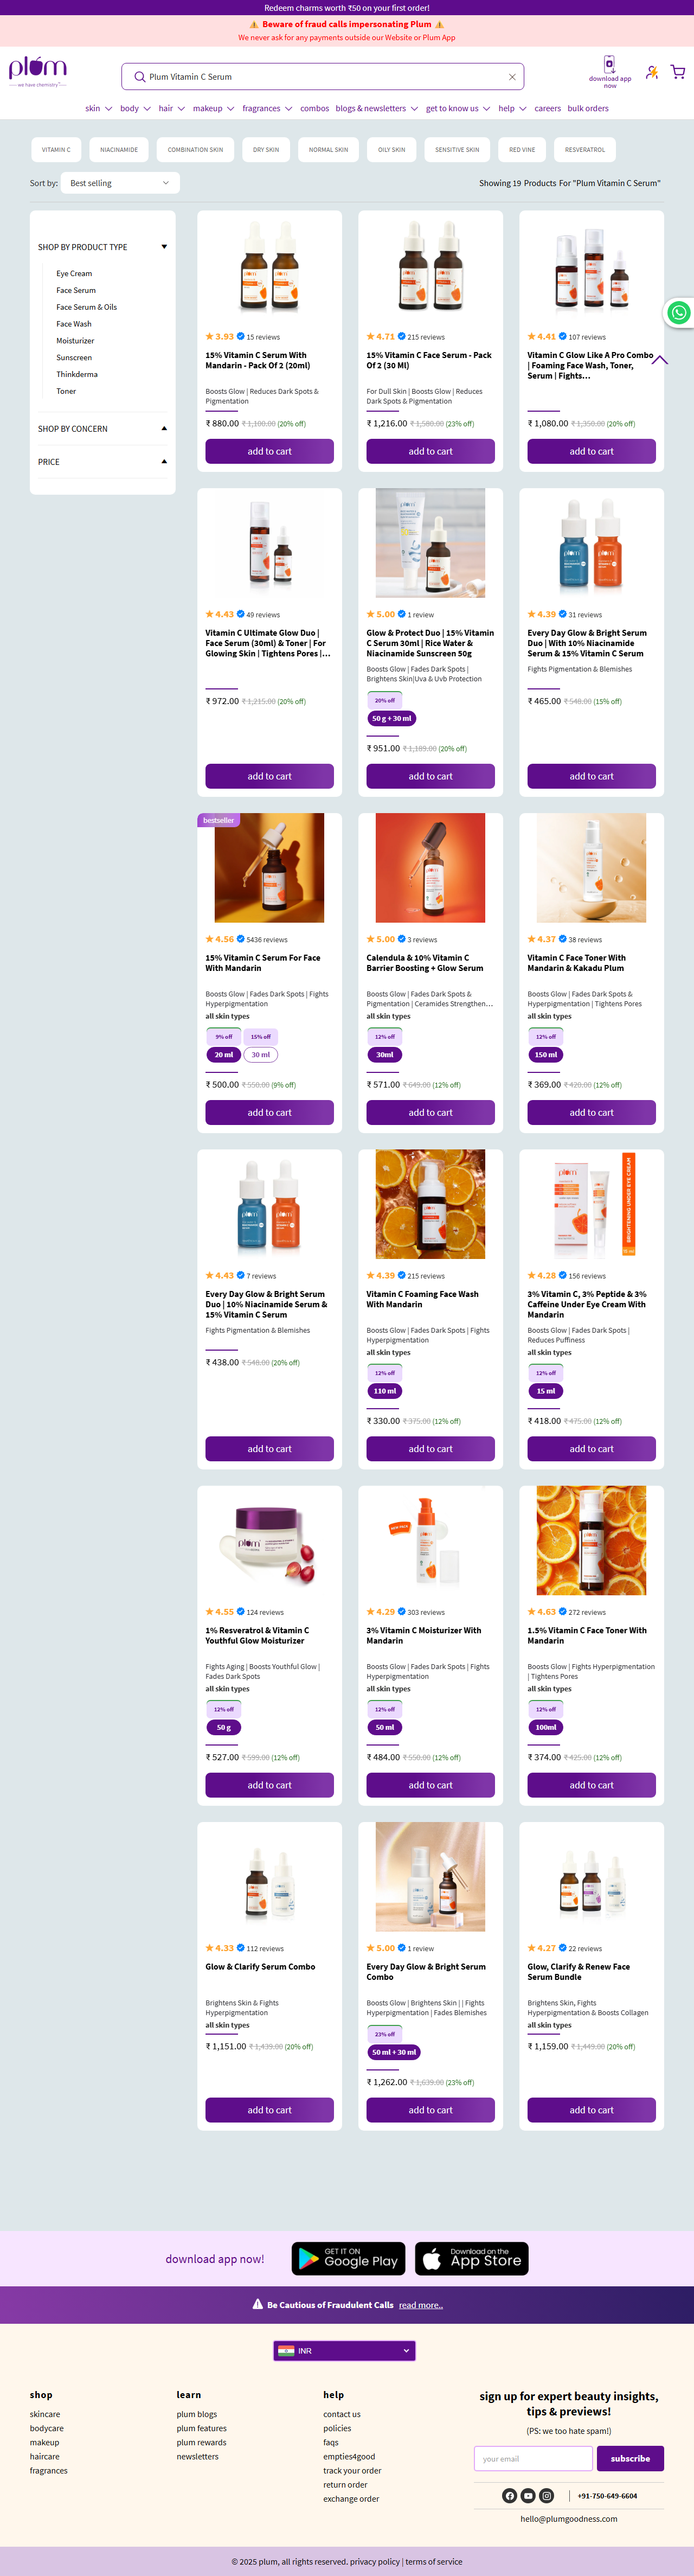 Redeem charms worth ₹50 on your first order!
Beware of fraud calls impersonating Plum
We never ask for any payments outside our Website or Plum App
plum
we have chemistry
Plum Vitamin C Serum
download app now
skin body hair makeup fragrances combos blogs & newsletters get to know us help careers bulk orders
VITAMIN C NIACINAMIDE COMBINATION SKIN DRY SKIN NORMAL SKIN OILY SKIN SENSITIVE SKIN RED VINE RESVERATROL
Sort by: Best selling
Showing 19 Products For "Plum Vitamin C Serum"
SHOP BY PRODUCT TYPE
Eye Cream
Face Serum
Face Serum & Oils
Face Wash
Moisturizer
Sunscreen
Thinkderma
Toner
SHOP BY CONCERN
PRICE
3.93 15 reviews
15% Vitamin C Serum With
Mandarin - Pack Of 2 (20ml)
Boosts Glow | Reduces Dark Spots &
Pigmentation
₹ 880.00 ₹ 1,100.00 (20% off)
add to cart
4.71 215 reviews
15% Vitamin C Face Serum - Pack
Of 2 (30 Ml)
For Dull Skin | Boosts Glow | Reduces
Dark Spots & Pigmentation
₹ 1,216.00 ₹ 1,580.00 (23% off)
add to cart
4.41 107 reviews
Vitamin C Glow Like A Pro Combo
| Foaming Face Wash, Toner,
Serum | Fights...
₹ 1,080.00 ₹ 1,350.00 (20% off)
add to cart
4.43 49 reviews
Vitamin C Ultimate Glow Duo |
Face Serum (30ml) & Toner | For
Glowing Skin | Tightens Pores |...
₹ 972.00 ₹ 1,215.00 (20% off)
add to cart
5.00 1 review
Glow & Protect Duo | 15% Vitamin
C Serum 30ml | Rice Water &
Niacinamide Sunscreen 50g
Boosts Glow | Fades Dark Spots |
Brightens Skin|Uva & Uvb Protection
20% off
50 g + 30 ml
₹ 951.00 ₹ 1,189.00 (20% off)
add to cart
4.39 31 reviews
Every Day Glow & Bright Serum
Duo | With 10% Niacinamide
Serum & 15% Vitamin C Serum
Fights Pigmentation & Blemishes
₹ 465.00 ₹ 548.00 (15% off)
add to cart
bestseller
4.56 5436 reviews
15% Vitamin C Serum For Face
With Mandarin
Boosts Glow | Fades Dark Spots | Fights
Hyperpigmentation
all skin types
9% off 15% off
20 ml 30 ml
₹ 500.00 ₹ 550.00 (9% off)
add to cart
5.00 3 reviews
Calendula & 10% Vitamin C
Barrier Boosting + Glow Serum
Boosts Glow | Fades Dark Spots &
Pigmentation | Ceramides Strengthen...
all skin types
12% off
30ml
₹ 571.00 ₹ 649.00 (12% off)
add to cart
4.37 38 reviews
Vitamin C Face Toner With
Mandarin & Kakadu Plum
Boosts Glow | Fades Dark Spots &
Hyperpigmentation | Tightens Pores
all skin types
12% off
150 ml
₹ 369.00 ₹ 420.00 (12% off)
add to cart
4.43 7 reviews
Every Day Glow & Bright Serum
Duo | 10% Niacinamide Serum &
15% Vitamin C Serum
Fights Pigmentation & Blemishes
₹ 438.00 ₹ 548.00 (20% off)
add to cart
4.39 215 reviews
Vitamin C Foaming Face Wash
With Mandarin
Boosts Glow | Fades Dark Spots | Fights
Hyperpigmentation
all skin types
12% off
110 ml
₹ 330.00 ₹ 375.00 (12% off)
add to cart
BRIGHTENING UNDER EYE CREAM
4.28 156 reviews
3% Vitamin C, 3% Peptide & 3%
Caffeine Under Eye Cream With
Mandarin
Boosts Glow | Fades Dark Spots |
Reduces Puffiness
all skin types
12% off
15 ml
₹ 418.00 ₹ 475.00 (12% off)
add to cart
4.55 124 reviews
1% Resveratrol & Vitamin C
Youthful Glow Moisturizer
Fights Aging | Boosts Youthful Glow |
Fades Dark Spots
all skin types
12% off
50 g
₹ 527.00 ₹ 599.00 (12% off)
add to cart
4.29 303 reviews
3% Vitamin C Moisturizer With
Mandarin
Boosts Glow | Fades Dark Spots | Fights
Hyperpigmentation
all skin types
12% off
50 ml
₹ 484.00 ₹ 550.00 (12% off)
add to cart
4.63 272 reviews
1.5% Vitamin C Face Toner With
Mandarin
Boosts Glow | Fights Hyperpigmentation
| Tightens Pores
all skin types
12% off
100ml
₹ 374.00 ₹ 425.00 (12% off)
add to cart
4.33 112 reviews
Glow & Clarify Serum Combo
Brightens Skin & Fights
Hyperpigmentation
all skin types
₹ 1,151.00 ₹ 1,439.00 (20% off)
add to cart
5.00 1 review
Every Day Glow & Bright Serum
Combo
Boosts Glow | Brightens Skin | | Fights
Hyperpigmentation | Fades Blemishes
23% off
50 ml + 30 ml
₹ 1,262.00 ₹ 1,639.00 (23% off)
add to cart
4.27 22 reviews
Glow, Clarify & Renew Face
Serum Bundle
Brightens Skin, Fights
Hyperpigmentation & Boosts Collagen
all skin types
₹ 1,159.00 ₹ 1,449.00 (20% off)
add to cart
download app now!
GET IT ON
Google Play
Download on the
App Store
Be Cautious of Fraudulent Calls read more..
INR
shop
skincare
bodycare
makeup
haircare
fragrances
learn
plum blogs
plum features
plum rewards
newsletters
help
contact us
policies
faqs
empties4good
track your order
return order
exchange order
sign up for expert beauty insights,
tips & previews!
(PS: we too hate spam!)
your email
subscribe
+91-750-649-6604
hello@plumgoodness.com
© 2025 plum, all rights reserved. privacy policy | terms of service